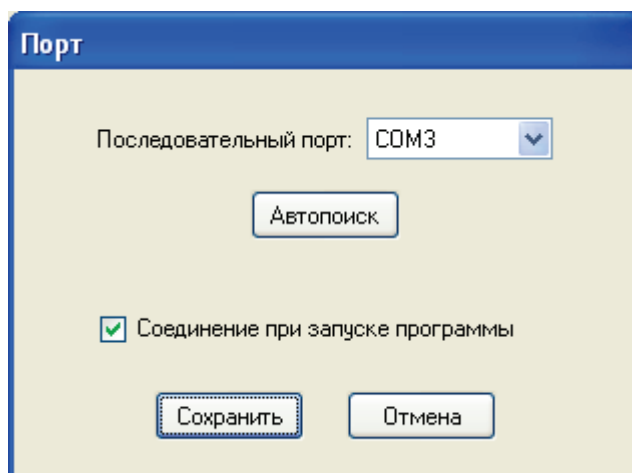 Порт
Последовательный порт: COM3
Автопоиск
Соединение при запуске программы
Сохранить Отмена